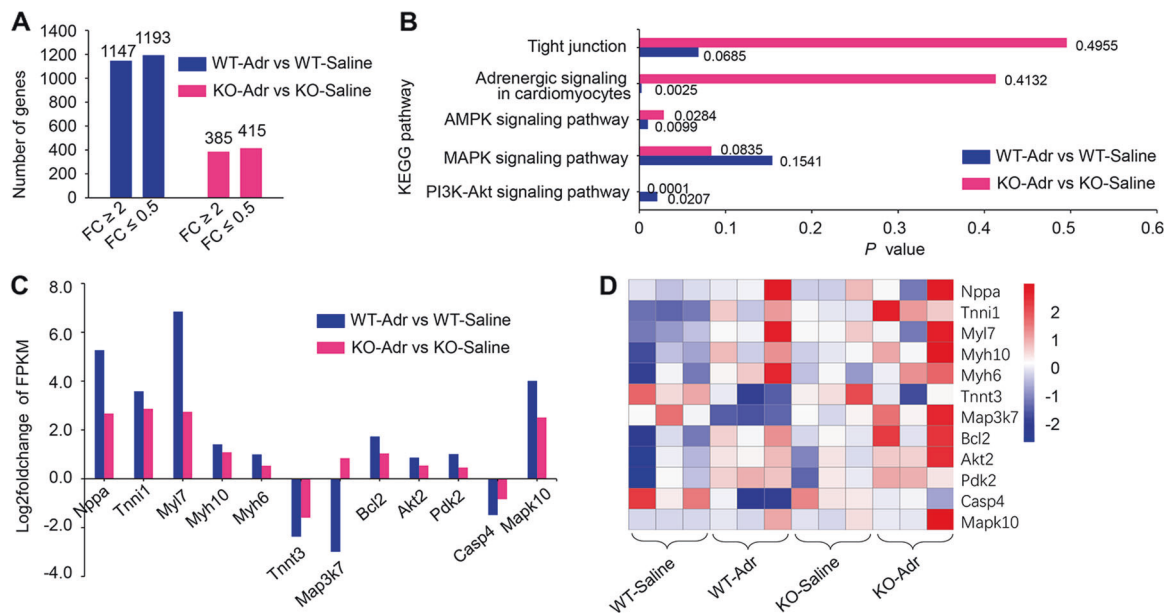 A
Number of genes
1400
1200
1000
800
600
400
200
0
1147
1193
385
415
WT-Adr vs WT-Saline
KO-Adr vs KO-Saline
FC ≥ 2
FC ≤ 0.5
FC ≥ 2
FC ≤ 0.5
B
KEGG pathway
Tight junction
Adrenergic signaling
in cardiomyocytes
AMPK signaling pathway
MAPK signaling pathway
PI3K-Akt signaling pathway
0.4955
0.0685
0.4132
0.0025
0.0284
0.0099
0.0835
0.1541
0.0001
0.0207
WT-Adr vs WT-Saline
KO-Adr vs KO-Saline
0
0.1
0.2
0.3
0.4
0.5
0.6
P value
C
Log2foldchange of FPKM
8.0
6.0
4.0
2.0
0.0
-2.0
-4.0
WT-Adr vs WT-Saline
KO-Adr vs KO-Saline
Nppa
Tnni1
Myl7
Myh10
Myh6
Tnnt3
Map3k7
Bcl2
Akt2
Pdk2
Casp4
Mapk10
D
Nppa
Tnni1
Myl7
Myh10
Myh6
Tnnt3
Map3k7
Bcl2
Akt2
Pdk2
Casp4
Mapk10
2
1
0
-1
-2
WT-Saline
WT-Adr
KO-Saline
KO-Adr